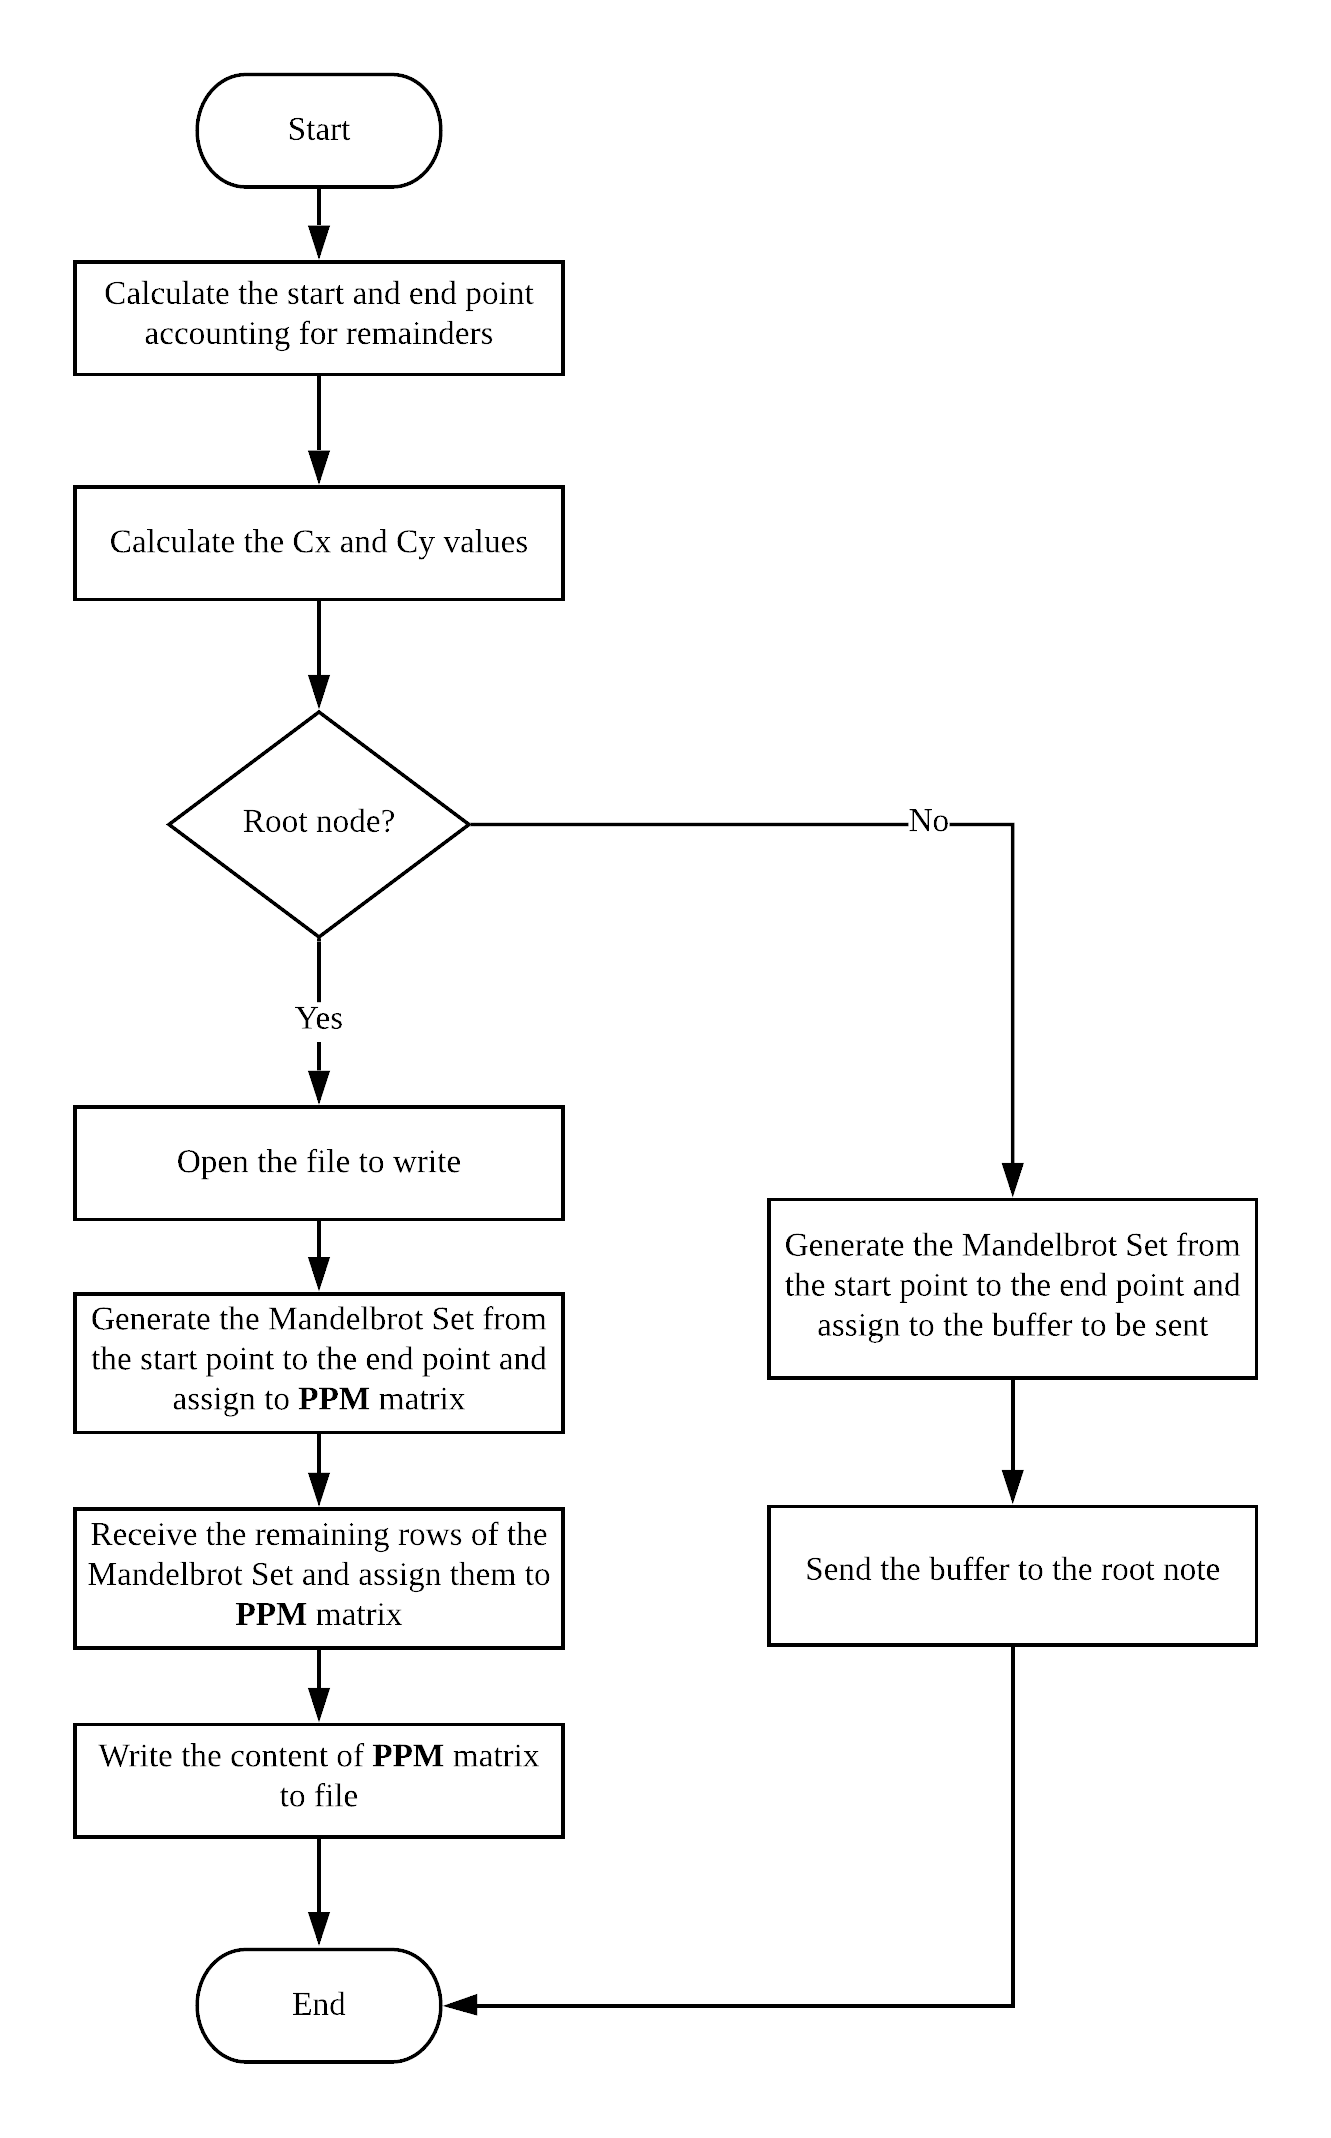 Start
Calculate the start and end point
accounting for remainders
Calculate the Cx and Cy values
Root node?
No
Yes
Open the file to write
Generate the Mandelbrot Set from
the start point to the end point and
assign to PPM matrix
Receive the remaining rows of the
Mandelbrot Set and assign them to
PPM matrix
Write the content of PPM matrix
to file
Generate the Mandelbrot Set from
the start point to the end point and
assign to the buffer to be sent
Send the buffer to the root note
End